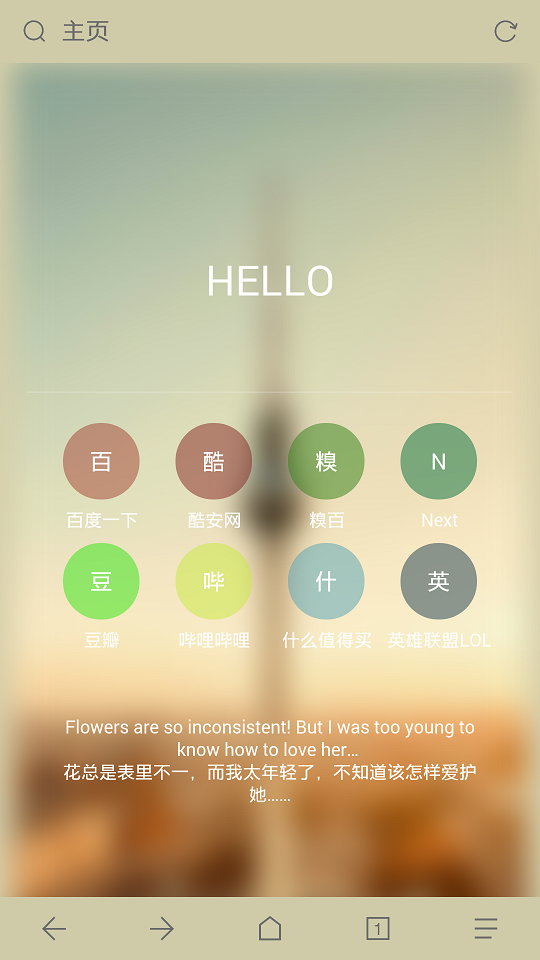 主页
HELLO
百 酷 糗 N
百度一下 酷安网 糗百 Next
豆 哔 什 英
豆瓣 哔哩哔哩 什么值得买 英雄联盟LOL
Flowers are so inconsistent! But I was too young to
know how to love her…
花总是表里不一，而我太年轻了，不知道该怎样爱护
她……
1